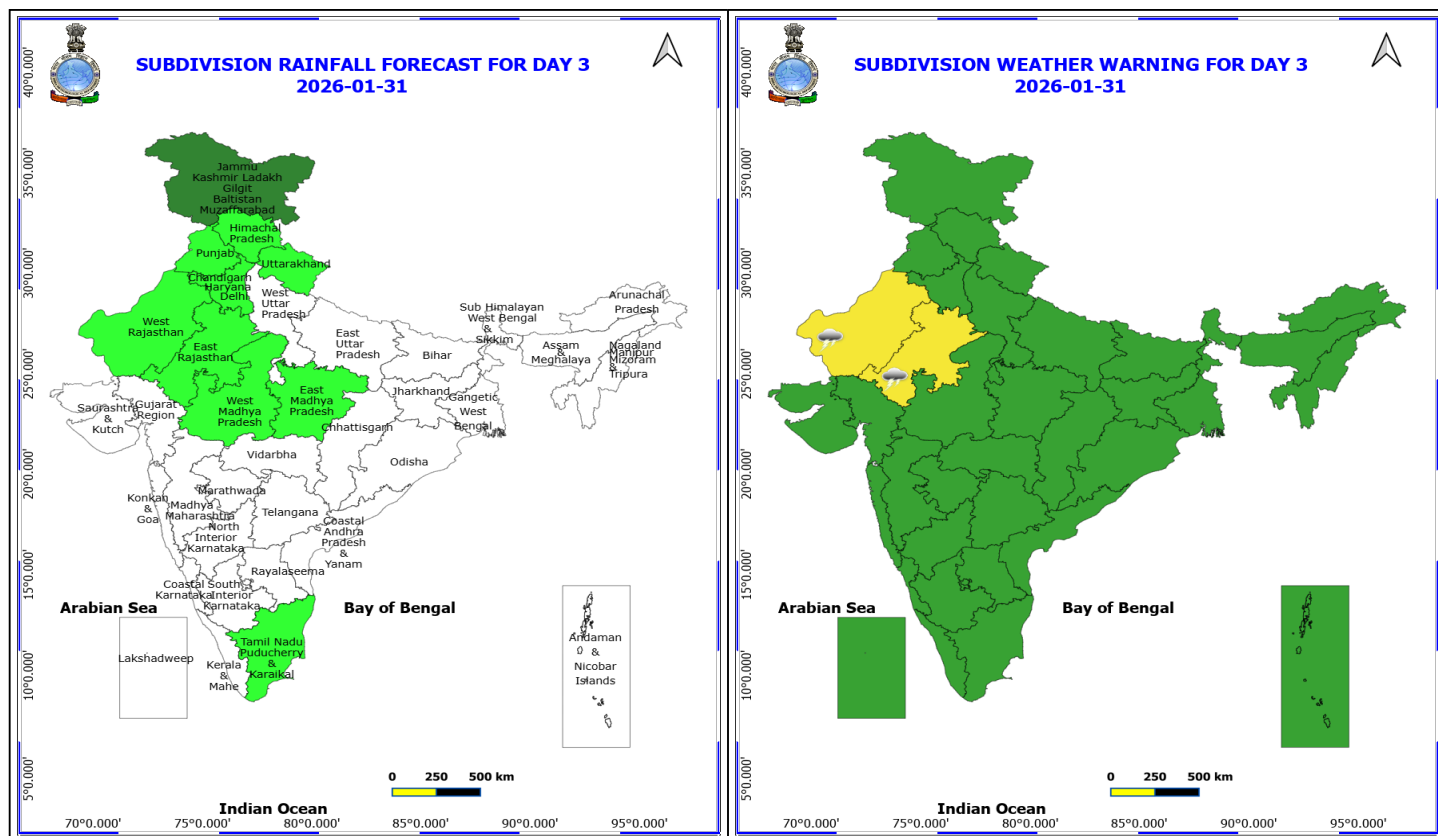 SUBDIVISION RAINFALL FORECAST FOR DAY 3
2026-01-31
40°0.000'
35°0.000'
30°0.000'
25°0.000'
20°0.000'
15°0.000'
10°0.000'
5°0.000'
Jammu
Kashmir Ladakh
Gilgit
Baltistan
Muzaffarabad
Himachal
Pradesh
Punjab
Uttarakhand
Chandigarh
Haryana
Delhi
West
Uttar
Pradesh
West
Rajasthan
East
Rajasthan
East
Uttar
Pradesh
Bihar
Sub Himalayan
West Bengal
&
Sikkim
Arunachal
Pradesh
Assam
&
Meghalaya
Nagaland
Manipur
Mizoram
&
Tripura
Saurashtra
&
Kutch
Gujarat
Region
West
Madhya
Pradesh
East
Madhya
Pradesh
Jharkhand
Gangetic
West
Bengal
Chhattisgarh
Vidarbha
Odisha
Konkan
&
Goa
Madhya
Maharashtra
Marathwada
Telangana
North
Interior
Karnataka
Coastal
Andhra
Pradesh
&
Yanam
Rayalaseema
Coastal
Karnataka
South
Interior
Karnataka
Arabian Sea
Bay of Bengal
Lakshadweep
Kerala
&
Mahe
Tamil Nadu
Puducherry
&
Karaikal
Andaman
&
Nicobar
Islands
0 250 500 km
Indian Ocean
70°0.000' 75°0.000' 80°0.000' 85°0.000' 90°0.000' 95°0.000'
SUBDIVISION WEATHER WARNING FOR DAY 3
2026-01-31
40°0.000'
35°0.000'
30°0.000'
25°0.000'
20°0.000'
15°0.000'
10°0.000'
5°0.000'
Arabian Sea
Bay of Bengal
0 250 500 km
Indian Ocean
70°0.000' 75°0.000' 80°0.000' 85°0.000' 90°0.000' 95°0.000'